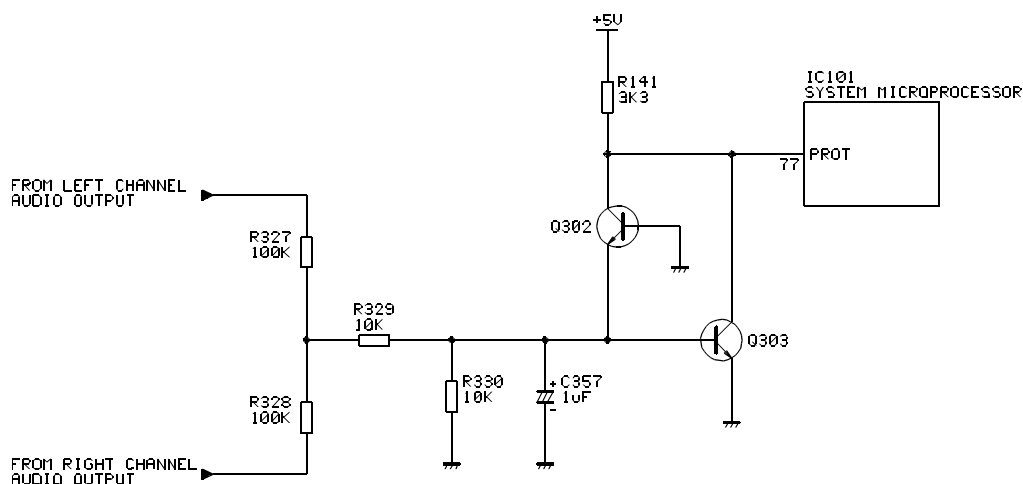 +5V
R141
3K3
IC101
SYSTEM MICROPROCESSOR
77
PROT
FROM LEFT CHANNEL
AUDIO OUTPUT
R327
100K
Q302
R329
10K
Q303
R330
10K
+
C357
1uF
-
R328
100K
FROM RIGHT CHANNEL
AUDIO OUTPUT